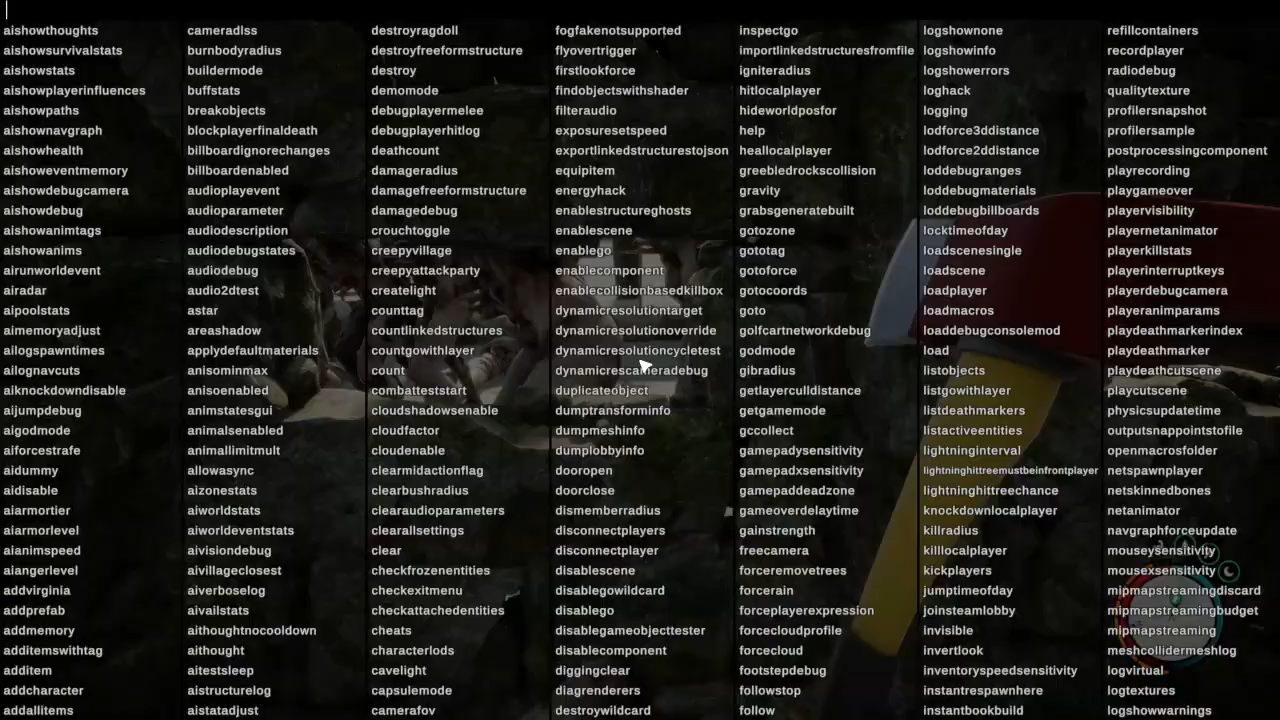 aishowthoughts
aishowsurvivalstats
aishowstats
aishowplayerinfluences
aishowpaths
aishownavgraph
aishowhealth
aishoweventmemory
aishowdebugcamera
aishowdebug
aishowanimtags
aishowanims
airunworldevent
airadar
aipoolstats
aimemoryadjust
ailogspawntimes
ailognavcuts
aiknockdowndisable
aijumpdebug
aigodmode
aiforcestrafe
aidummy
aidisable
aiarmortier
aiarmorlevel
aianimspeed
aiangerlevel
addvirginia
addprefab
addmemory
additemswithtag
additem
addcharacter
addallitems
cameradlss
burnbodyradius
buildermode
buffstats
breakobjects
blockplayerfinaldeath
billboardignorechanges
billboardenabled
audioplayevent
audioparameter
audiodescription
audiodebugstates
audiodebug
audio2dtest
astar
areashadow
applydefaultmaterials
anisominmax
anisoenabled
animstatesgui
animalsenabled
animallimitmult
allowasync
aizonestats
aiworldstats
aiworldeventstats
aivisiondebug
aivillageclosest
aiverboselog
aivailstats
aithoughtnocooldown
aithought
aitestsleep
aistructurelog
aistatadjust
destroyragdoll
destroyfreeformstructure
destroy
demomode
debugplayermelee
debugplayerhitlog
deathcount
damageradius
damagefreeformstructure
damagedebug
crouchtoggle
creepyvillage
creepyattackparty
createlight
counttag
countlinkedstructures
countgowithlayer
count
combatteststart
cloudshadowsenable
cloudfactor
cloudenable
clearmidactionflag
clearbushradius
clearaudioparameters
clearallsettings
clear
checkfrozenentities
checkexitmenu
checkattachedentities
cheats
characterlods
cavelight
capsulemode
camerafov
fogfakenotsupported
flyovertrigger
firstlookforce
findobjectswithshader
filteraudio
exposuresetspeed
exportlinkedstructurestojson
equipitem
energyhack
enablestructureghosts
enablescene
enablego
enablecomponent
enablecollisionbasedkillbox
dynamicresolutiontarget
dynamicresolutionoverride
dynamicresolutioncycletest
dynamicrescameradebug
duplicateobject
dumptransforminfo
dumpmeshinfo
dumplobbyinfo
dooropen
doorclose
dismemberradius
disconnectplayers
disconnectplayer
disablescene
disablegowildcard
disablego
disablegameobjecttester
disablecomponent
diggingclear
diagrenderers
destroywildcard
inspectgo
importlinkedstructuresfromfile
igniteradius
hitlocalplayer
hideworldposfor
help
heallocalplayer
greebledrockscollision
gravity
grabsgeneratebuilt
gotozone
gototag
gotoforce
gotocoords
goto
golfcartnetworkdebug
godmode
gibradius
getlayerculldistance
getgamemode
gccollect
gamepadysensitivity
gamepadxsensitivity
gamepaddeadzone
gameoverdelaytime
gainstrength
freecamera
forceremovetrees
forcerain
forceplayerexpression
forcecloudprofile
forcecloud
footstepdebug
followstop
follow
logshownone
logshowinfo
logshowerrors
loghack
logging
lodforce3ddistance
lodforce2ddistance
loddebugranges
loddebugmaterials
loddebugbillboards
locktimeofday
loadscenesingle
loadscene
loadplayer
loadmacros
loaddebugconsolemod
load
listobjects
listgowithlayer
listdeathmarkers
listactiveentities
lightninginterval
lightninghittreemustbeinfrontplayer
lightninghittreechance
knockdownlocalplayer
killradius
killlocalplayer
kickplayers
jumptimeofday
joinsteamlobby
invisible
invertlook
inventoryspeedsensitivity
instantrespawnhere
instantbookbuild
refillcontainers
recordplayer
radiodebug
qualitytexture
profilersnapshot
profilersample
postprocessingcomponent
playrecording
playgameover
playervisibility
playernetanimator
playerkillstats
playerinterruptkeys
playerdebugcamera
playeranimparams
playdeathmarkerindex
playdeathmarker
playdeathcutscene
playcutscene
physicsupdatetime
outputsnappointstofile
openmacrosfolder
netspawnplayer
netskinnedbones
netanimator
navgraphforceupdate
mouseysensitivity
mousexsensitivity
mipmapstreamingdiscard
mipmapstreamingbudget
mipmapstreaming
meshcollidermeshlog
logvirtual
logtextures
logshowwarnings